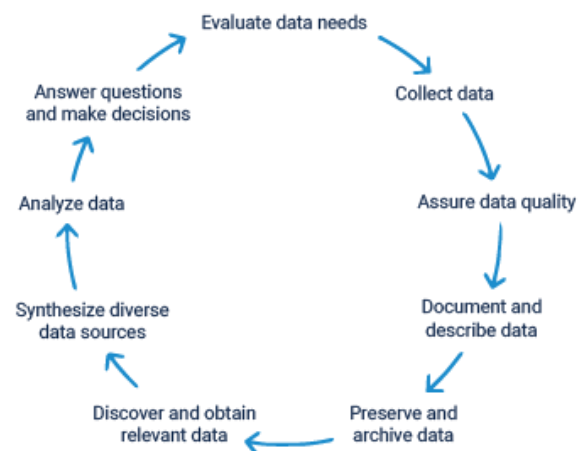 Evaluate data needs
Collect data
Assure data quality
Document and
describe data
Preserve and
archive data
Discover and obtain
relevant data
Synthesize diverse
data sources
Analyze data
Answer questions
and make decisions